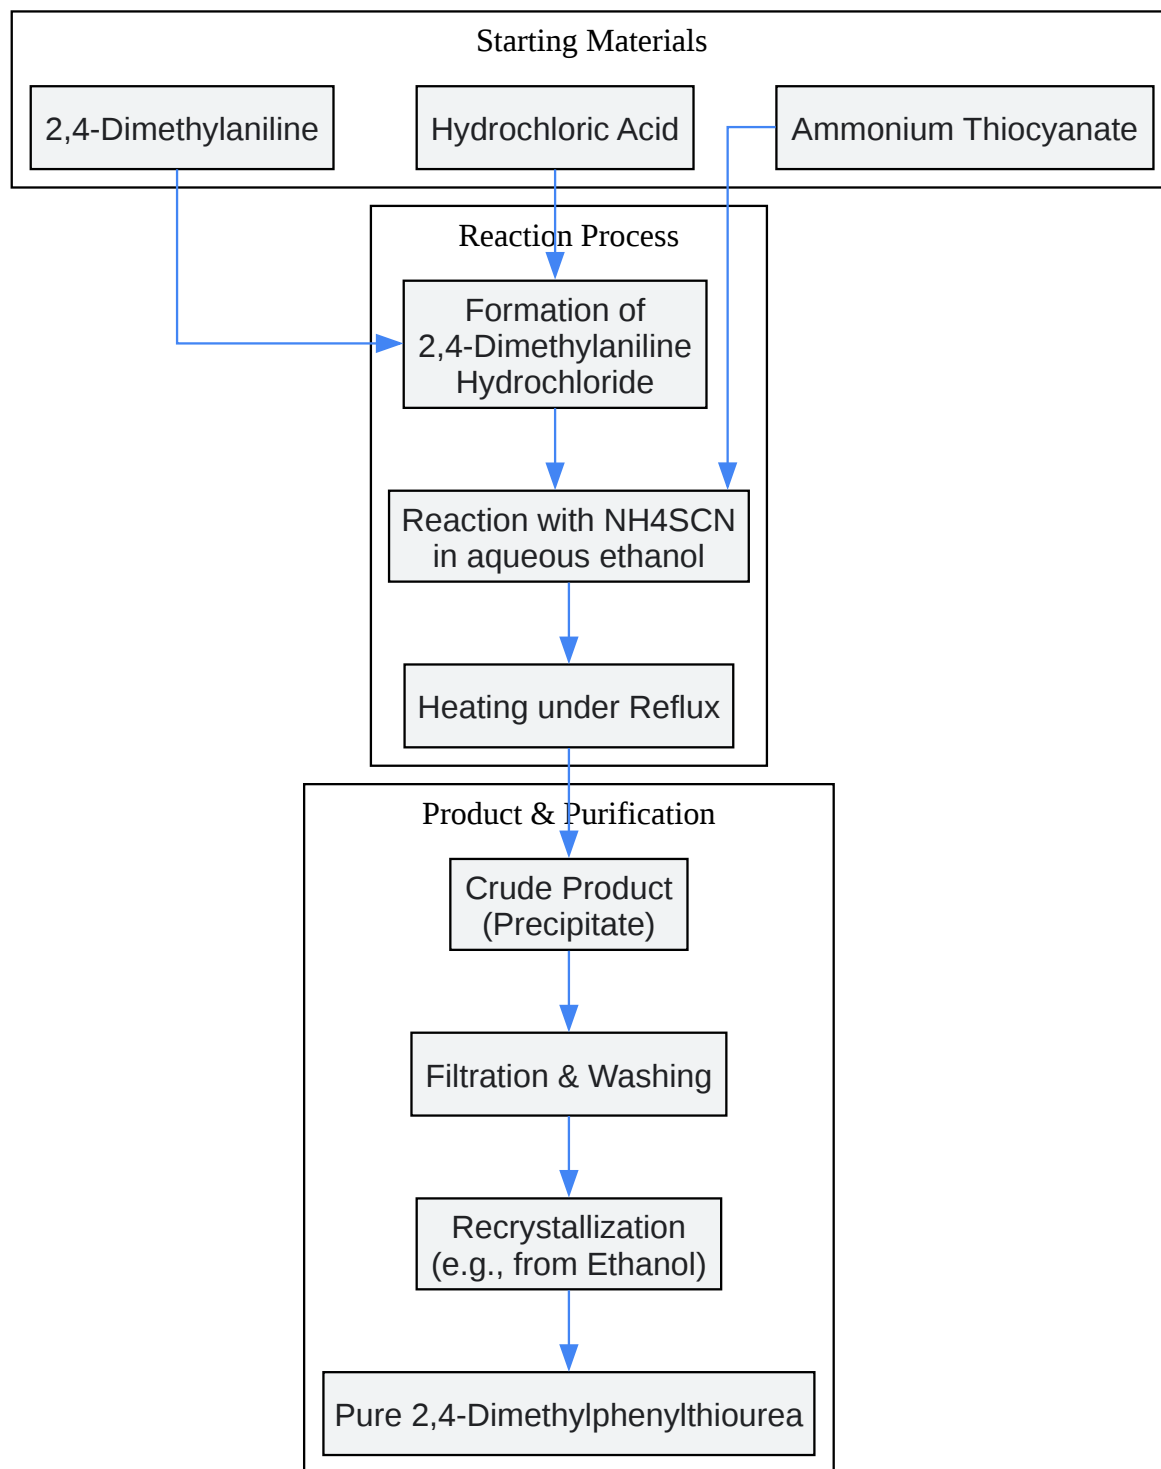 Starting Materials
2,4-Dimethylaniline
Hydrochloric Acid
Ammonium Thiocyanate
Reaction Process
Formation of
2,4-Dimethylaniline
Hydrochloride
Reaction with NH4SCN
in aqueous ethanol
Heating under Reflux
Product & Purification
Crude Product
(Precipitate)
Filtration & Washing
Recrystallization
(e.g., from Ethanol)
Pure 2,4-Dimethylphenylthiourea